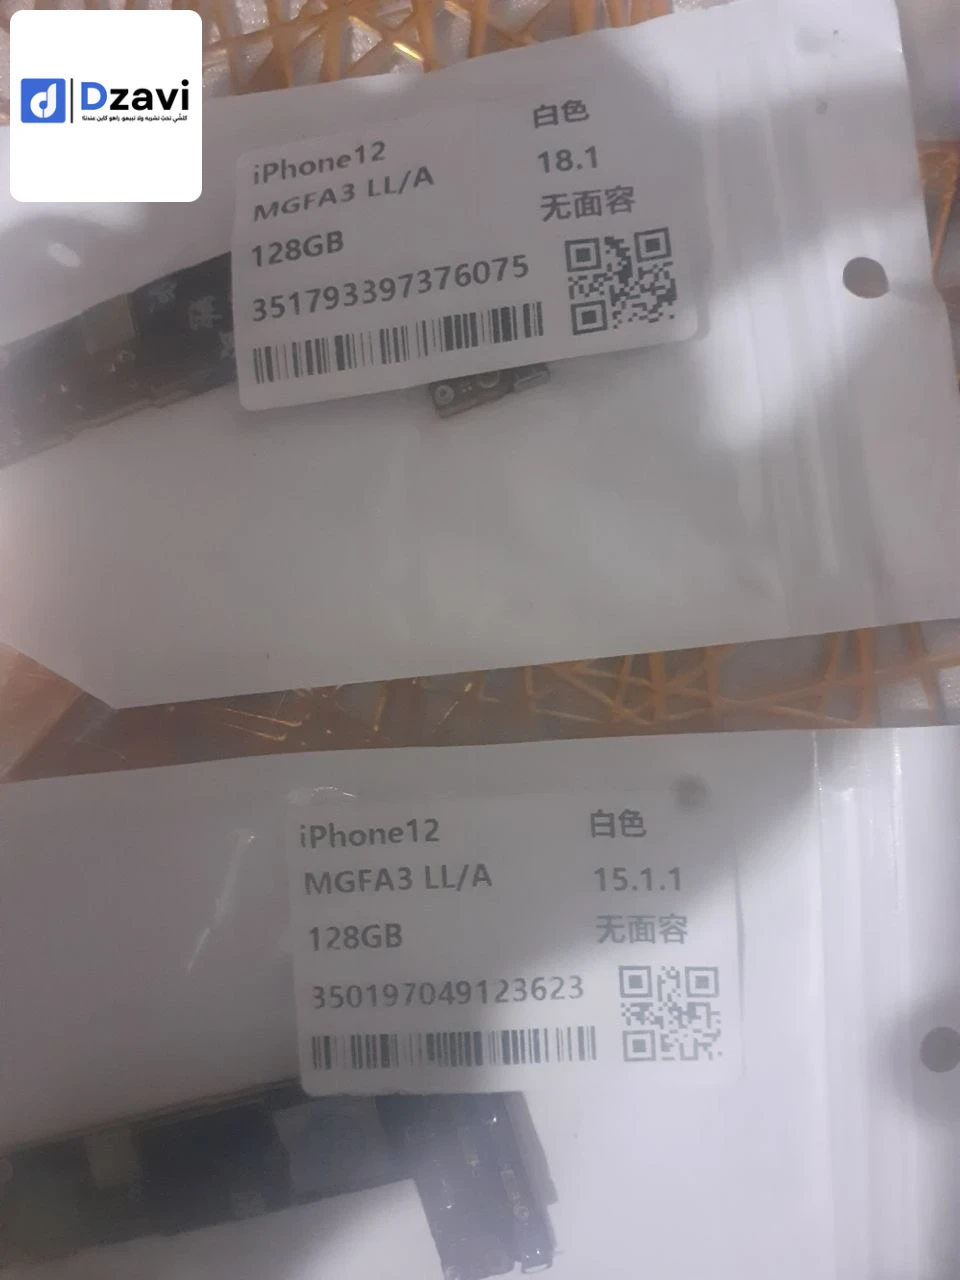 Dzavi
iPhone12
MGFA3 LL/A
128GB
351793397376075
白色
18.1
无面容
iPhone12
MGFA3 LL/A
128GB
350197049123623
白色
15.1.1
无面容